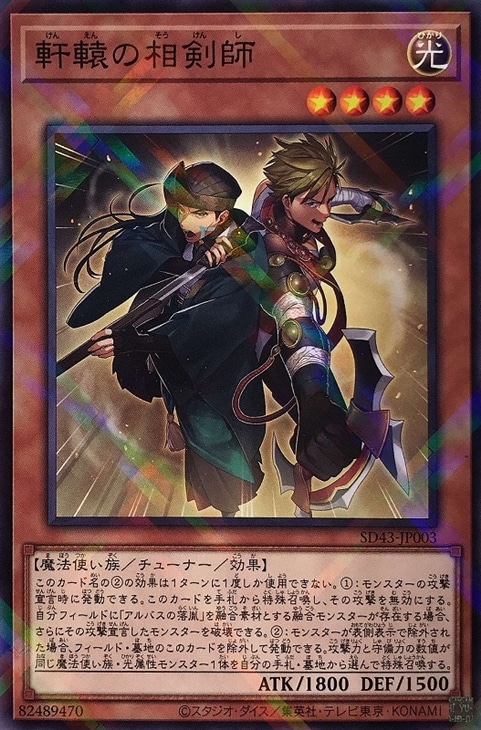 軒轅の相剣師
光
SD43-JP003
【魔法使い族／チューナー／効果】
このカード名の②の効果は1ターンに1度しか使用できない。①：モンスターの攻撃
宣言時に発動できる。このカードを手札から特殊召喚し、その攻撃を無効にする。
自分フィールドに「アルバスの落胤」を融合素材とする融合モンスターが存在する場合、
さらにその攻撃宣言したモンスターを破壊できる。②：モンスターが表側表示で除外され
た場合、フィールド・墓地のこのカードを除外して発動できる。攻撃力と守備力の数値が
同じ魔法使い族・光属性モンスター1体を自分の手札・墓地から選んで特殊召喚する。
ATK/1800 DEF/1500
82489470
©スタジオ・ダイス／集英社・テレビ東京・KONAMI